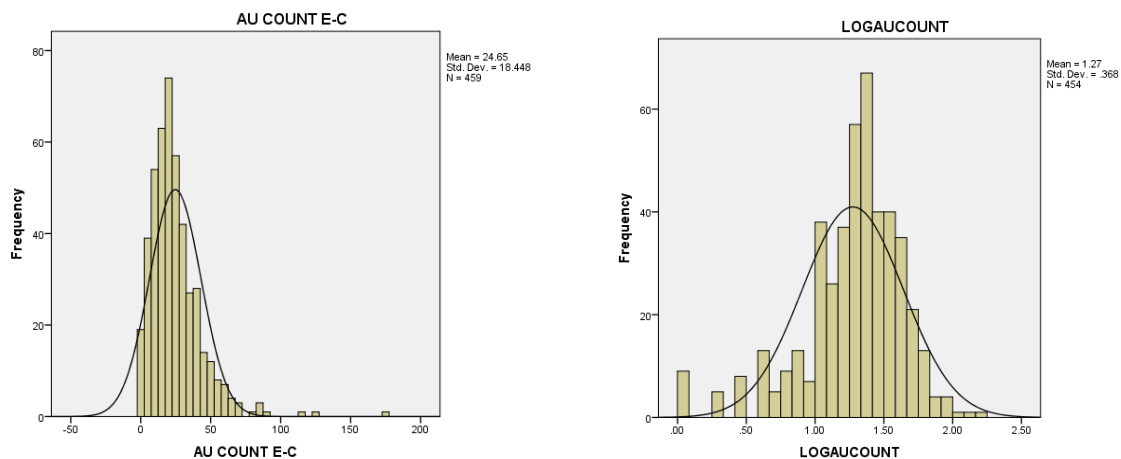 AU COUNT E-C
Mean = 24.65
Std. Dev. = 18.448
N = 459
80
60
40
20
0
Frequency
-50 0 50 100 150 200
AU COUNT E-C
LOGAUCOUNT
Mean = 1.27
Std. Dev. = .368
N = 454
60
40
20
0
Frequency
.00 .50 1.00 1.50 2.00 2.50
LOGAUCOUNT